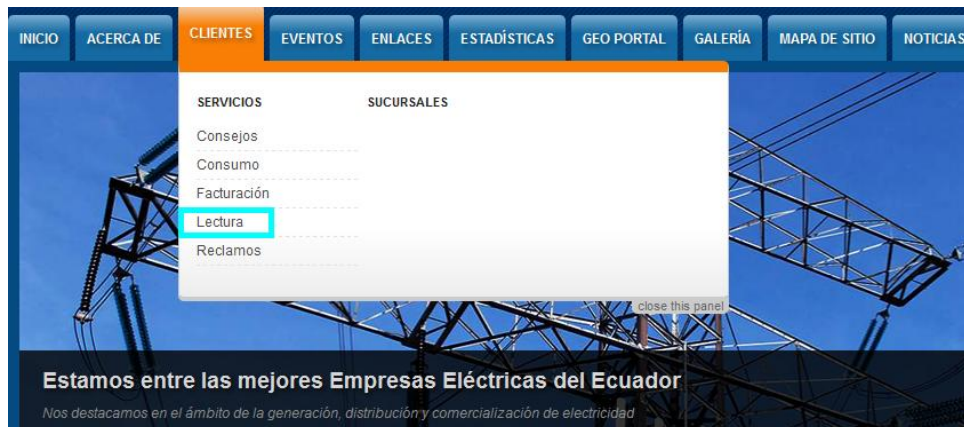 INICIO ACERCA DE CLIENTES EVENTOS ENLACES ESTADÍSTICAS GEO PORTAL GALERÍA MAPA DE SITIO NOTICIAS
SERVICIOS SUCURSALES
Consejos
Consumo
Facturación
Lectura
Reclamos
close this panel
Estamos entre las mejores Empresas Eléctricas del Ecuador
Nos destacamos en el ámbito de la generación, distribución y comercialización de electricidad